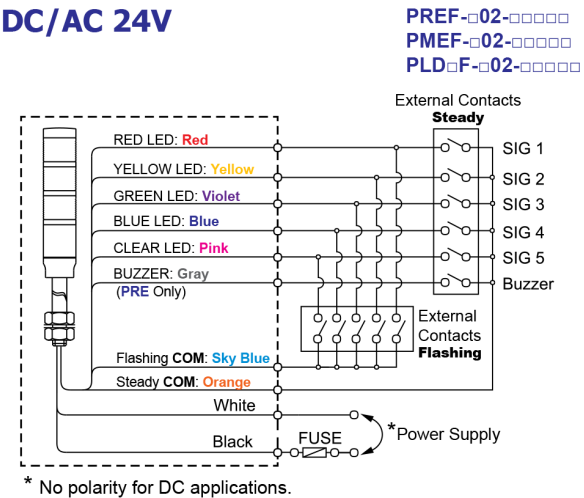 DC/AC 24V
PREF-□02-□□□□□
PMEF-□02-□□□□□
PLD□F-□02-□□□□□
External Contacts
Steady
RED LED: Red
SIG 1
YELLOW LED: Yellow
SIG 2
GREEN LED: Violet
SIG 3
BLUE LED: Blue
SIG 4
CLEAR LED: Pink
SIG 5
BUZZER: Gray
(PRE Only)
Buzzer
External
Contacts
Flashing
Flashing COM: Sky Blue
Steady COM: Orange
White
Black
FUSE
*Power Supply
* No polarity for DC applications.